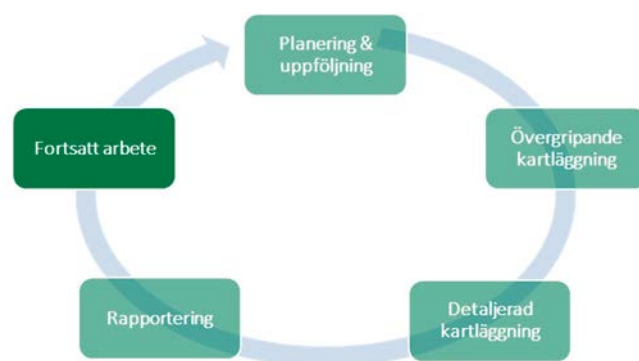 Planering &
uppföljning
Övergripande
kartläggning
Detaljerad
kartläggning
Rapportering
Fortsatt arbete